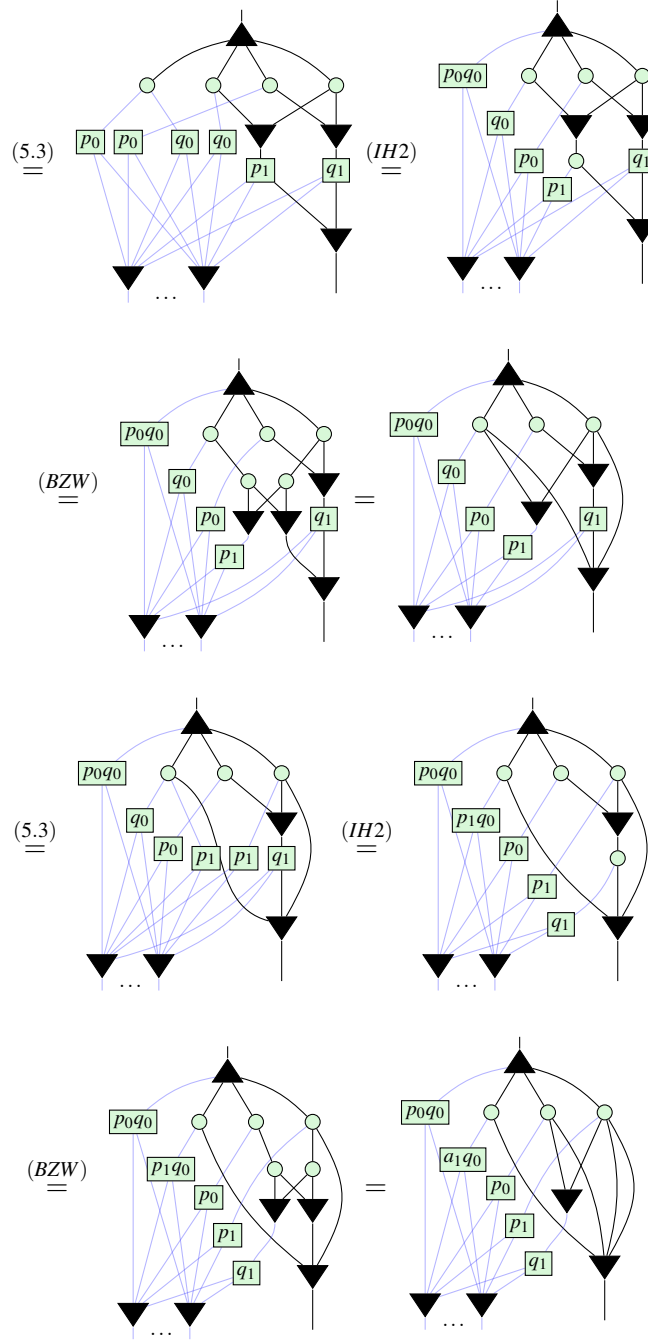 p₀q₀
(5.3) = p₀ p₀ q₀ q₀ (IH2) = q₀
p₁ q₁ p₀ q₁
p₁
... ...
p₀q₀ p₀q₀
(BZW) = q₀ = q₀
p₀ q₁ p₀ q₁
p₁ p₁
... ...
p₀q₀ p₀q₀
(5.3) = q₀ (IH2) = p₁q₀
p₀ p₁ p₁ q₁ p₀
p₁
q₁
... ...
p₀q₀ p₀q₀
(BZW) = p₁q₀ = a₁q₀
p₀ p₀
p₁ p₁
q₁ q₁
... ...